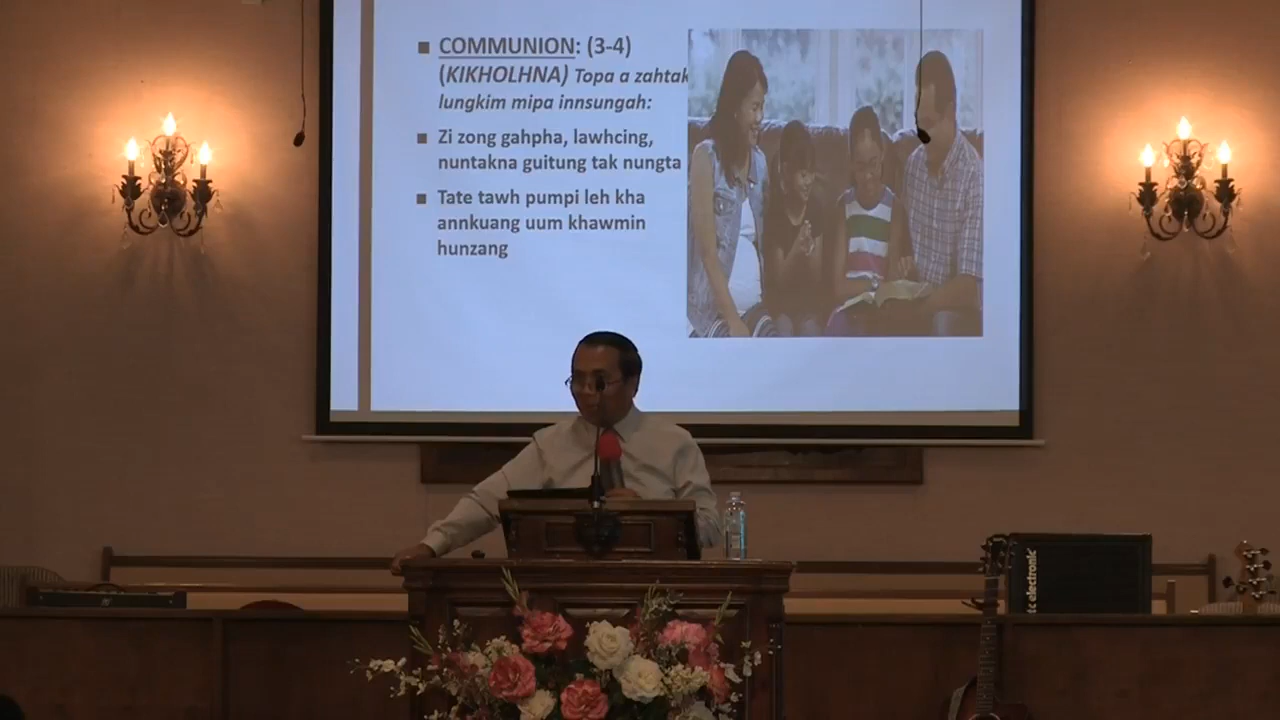 COMMUNION: (3-4)
(KIKHOLHNA) Topa a zahtak
lungkim mipa innsungah:
Zi zong gahpha, lawhcing,
nuntakna guitung tak nungta
Tate tawh pumpi leh kha
annkuang uum khawmin
hunzang
tc electronic